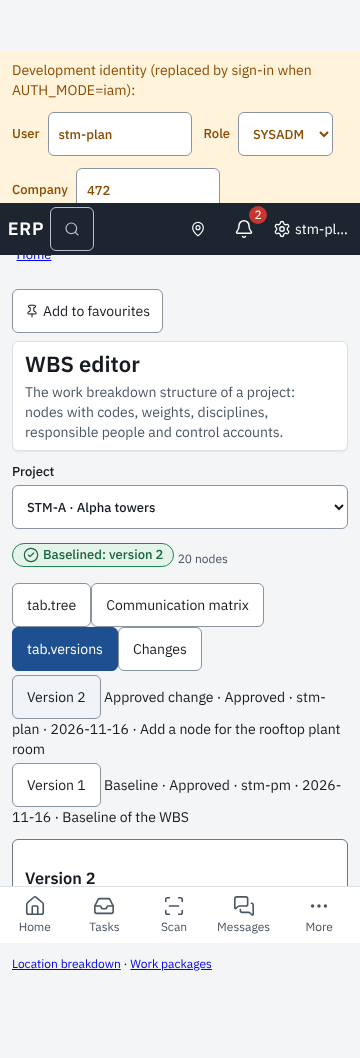 Development identity (replaced by sign-in when
AUTH_MODE=iam):
User stm-plan Role SYSADM
Company 472
ERP 2 stm-pl...
Home
Add to favourites
WBS editor
The work breakdown structure of a project:
nodes with codes, weights, disciplines,
responsible people and control accounts.
Project
STM-A · Alpha towers
Baselined: version 2 20 nodes
tab.tree Communication matrix
tab.versions Changes
Version 2 Approved change · Approved · stm-
plan · 2026-11-16 · Add a node for the rooftop plant
room
Version 1 Baseline · Approved · stm-pm · 2026-
11-16 · Baseline of the WBS
Version 2
Home Tasks Scan Messages More
Location breakdown · Work packages